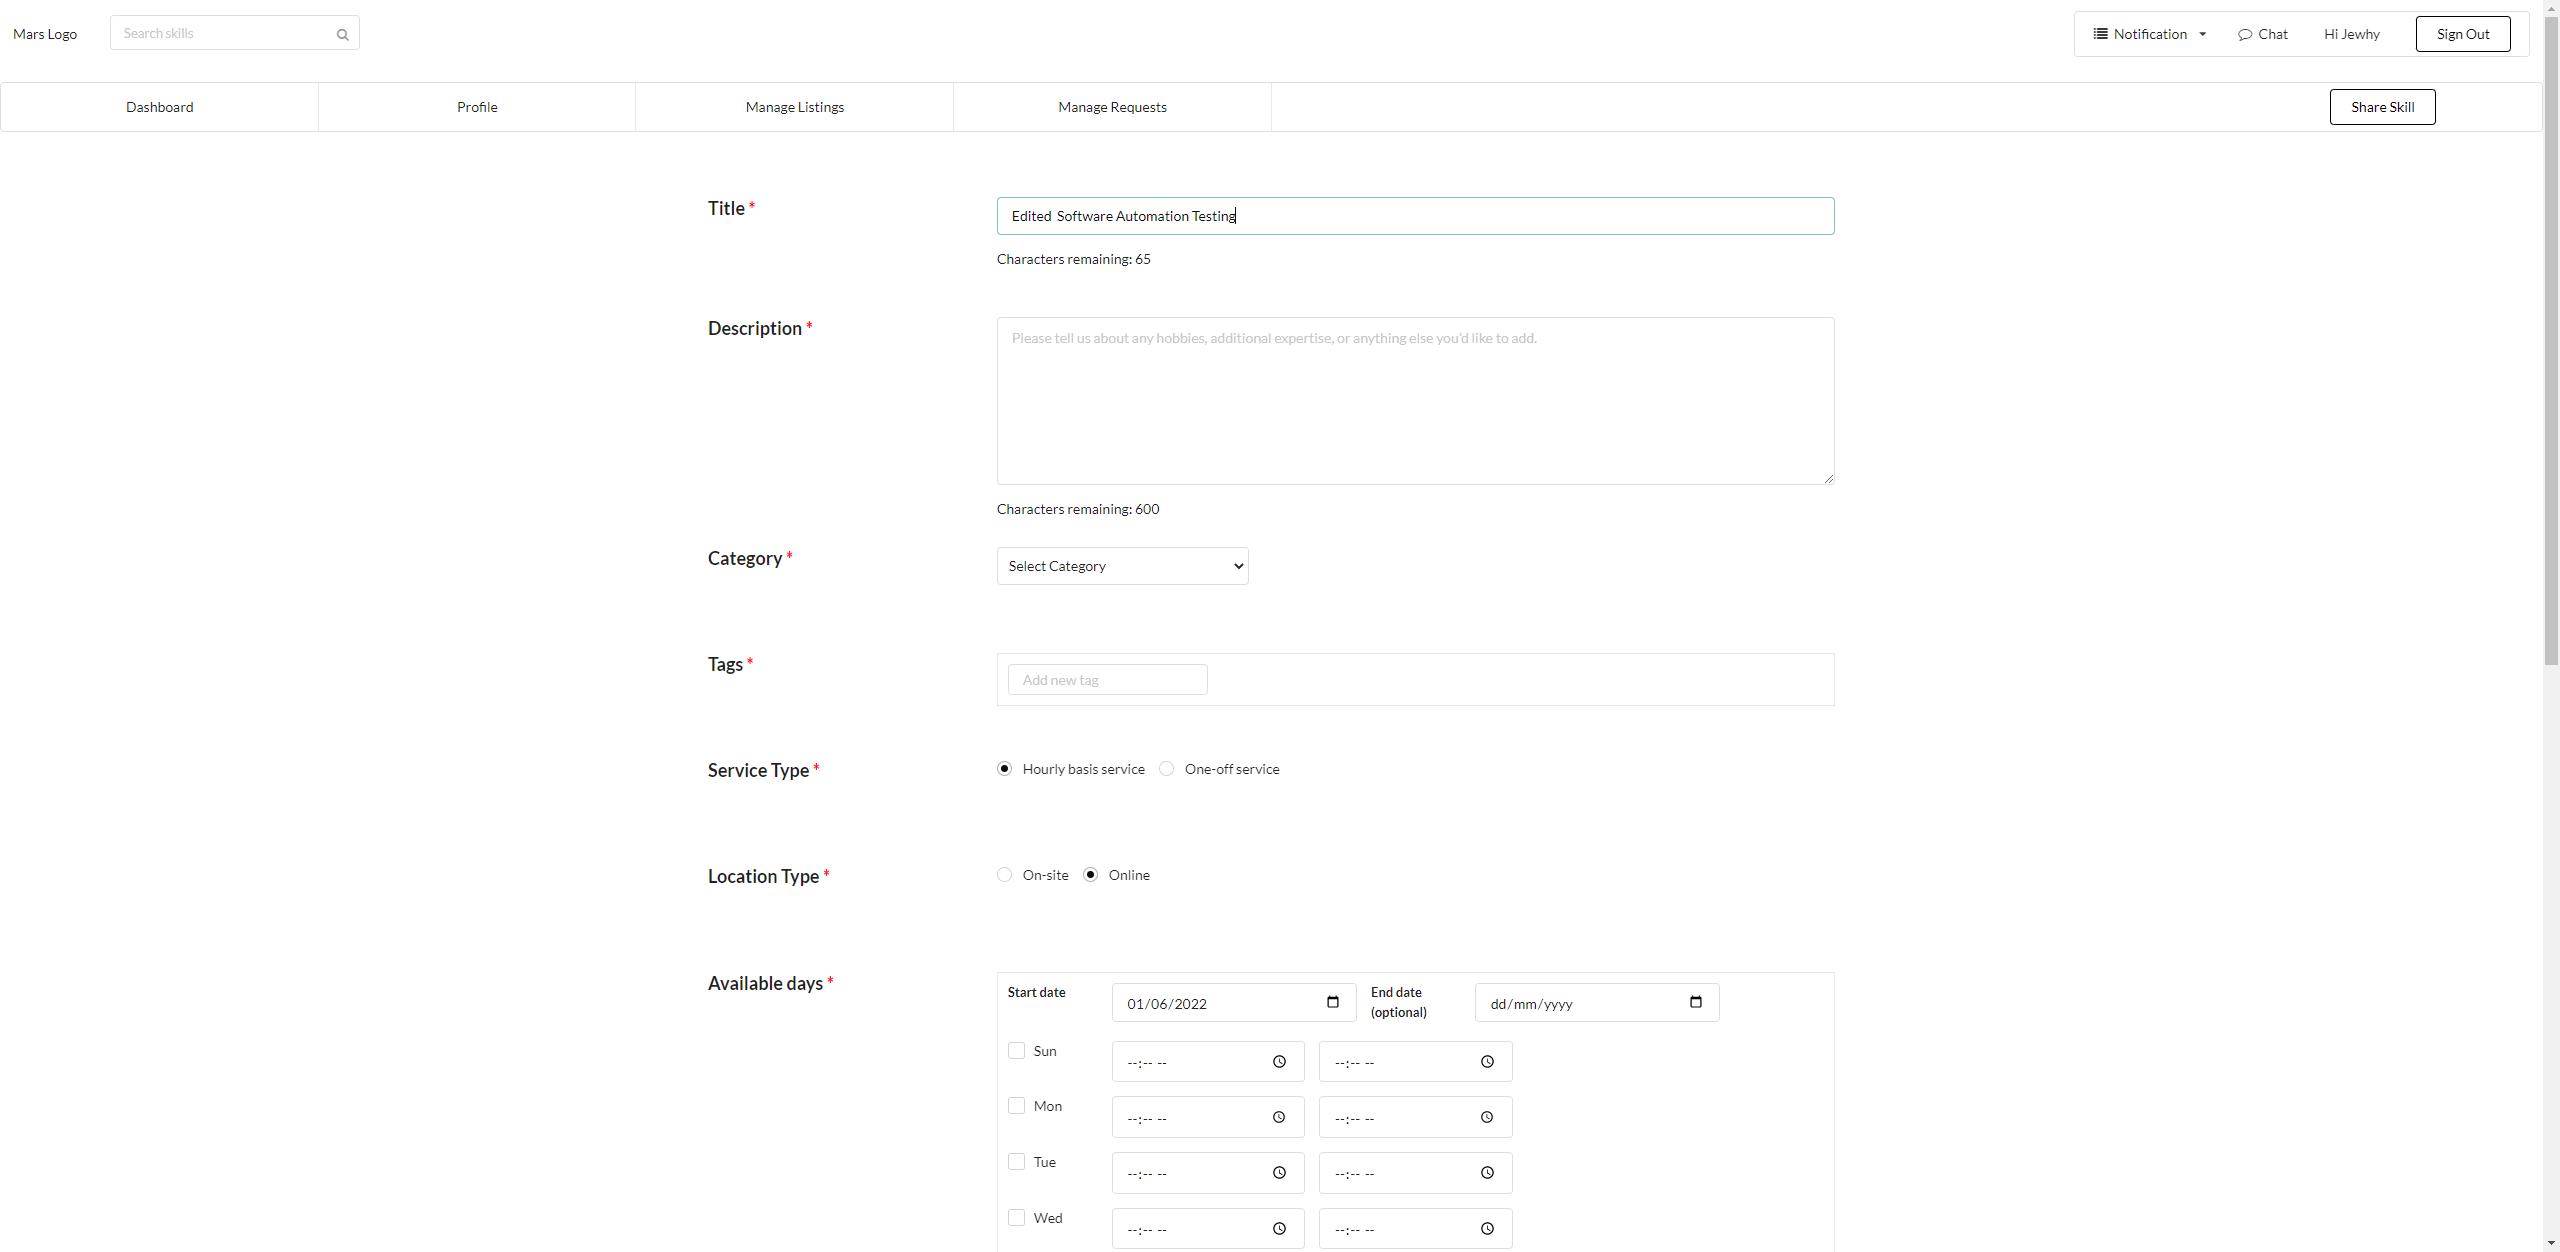 Mars Logo
Search skills
Notification
Chat
Hi Jewhy
Sign Out
Dashboard
Profile
Manage Listings
Manage Requests
Share Skill
Title *
Edited  Software Automation Testing
Characters remaining: 65
Description *
Please tell us about any hobbies, additional expertise, or anything else you'd like to add.
Characters remaining: 600
Category *
Select Category
Tags *
Add new tag
Service Type *
Hourly basis service
One-off service
Location Type *
On-site
Online
Available days *
Start date
01/06/2022
End date
(optional)
dd/mm/yyyy
Sun
--:-- --
--:-- --
Mon
--:-- --
--:-- --
Tue
--:-- --
--:-- --
Wed
--:-- --
--:-- --